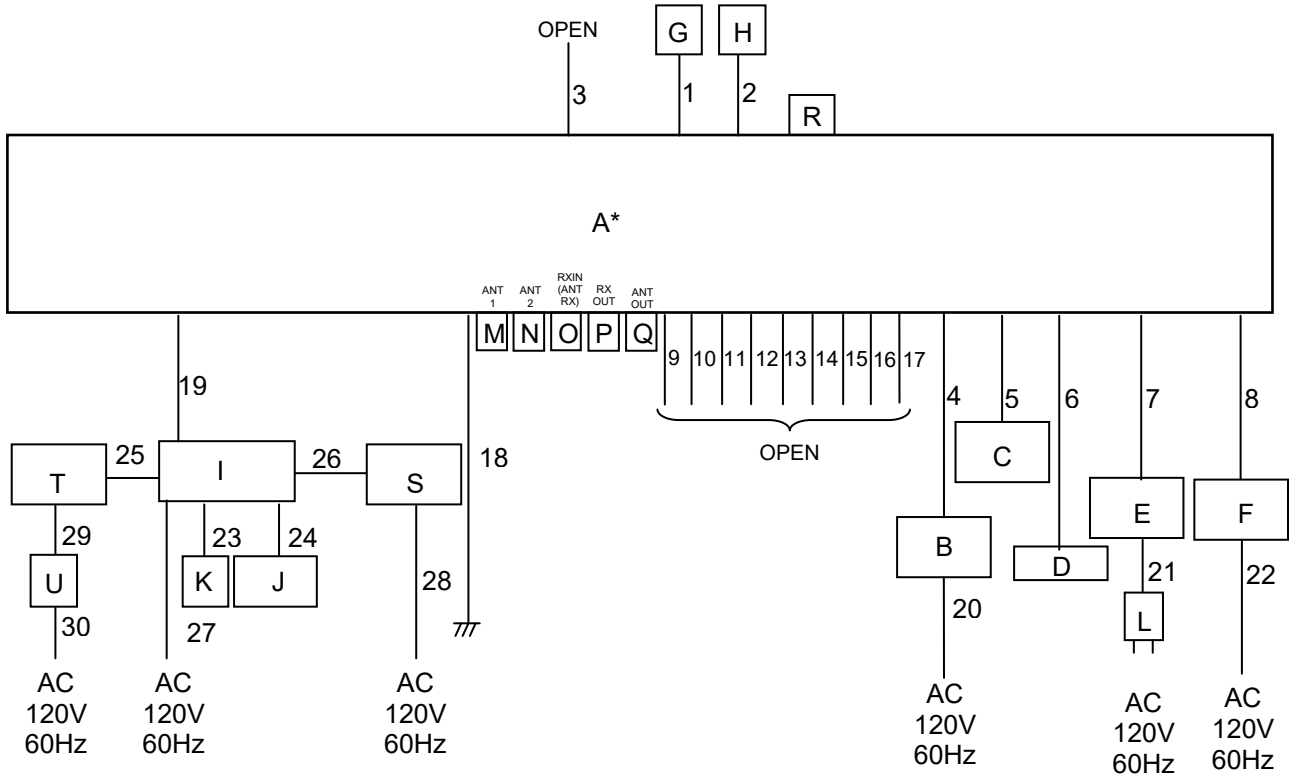 OPEN
G
H
3
1
2
R
A*
ANT
1
ANT
2
RXIN
(ANT
RX)
RX
OUT
ANT
OUT
M
N
O
P
Q
9
10
11
12
13
14
15
16
17
OPEN
19
18
4
5
6
7
8
T
25
I
26
S
C
B
D
E
F
29
23
24
28
U
K
J
30
27
20
21
22
L
AC
120V
60Hz
AC
120V
60Hz
AC
120V
60Hz
AC
120V
60Hz
AC
120V
60Hz
AC
120V
60Hz